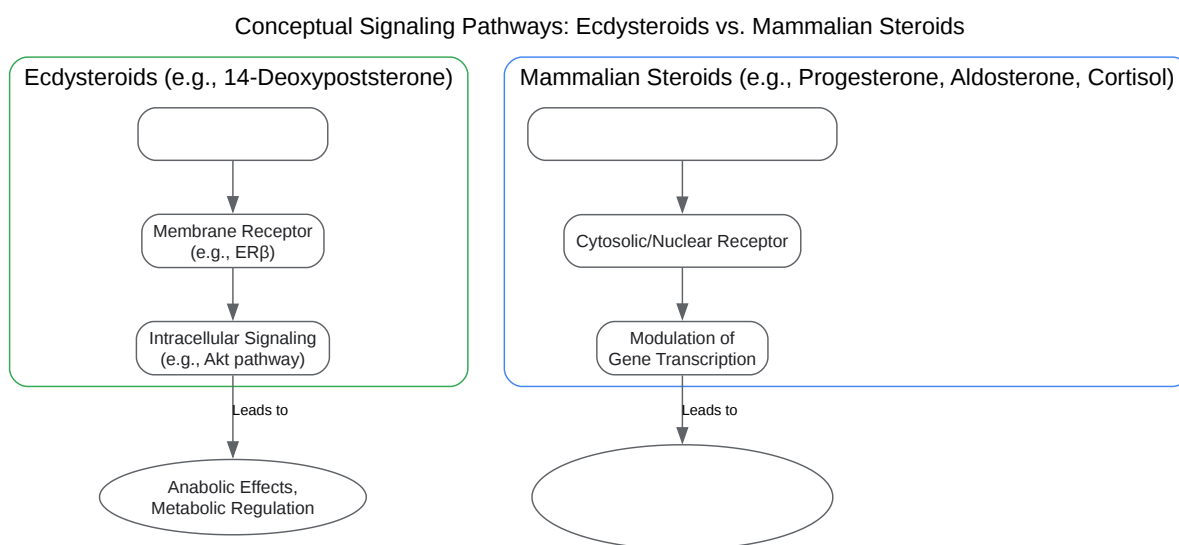 Conceptual Signaling Pathways: Ecdysteroids vs. Mammalian Steroids
Ecdysteroids (e.g., 14-Deoxypoststerone)
Membrane Receptor
(e.g., ERβ)
Intracellular Signaling
(e.g., Akt pathway)
Leads to
Anabolic Effects,
Metabolic Regulation
Mammalian Steroids (e.g., Progesterone, Aldosterone, Cortisol)
Cytosolic/Nuclear Receptor
Modulation of
Gene Transcription
Leads to